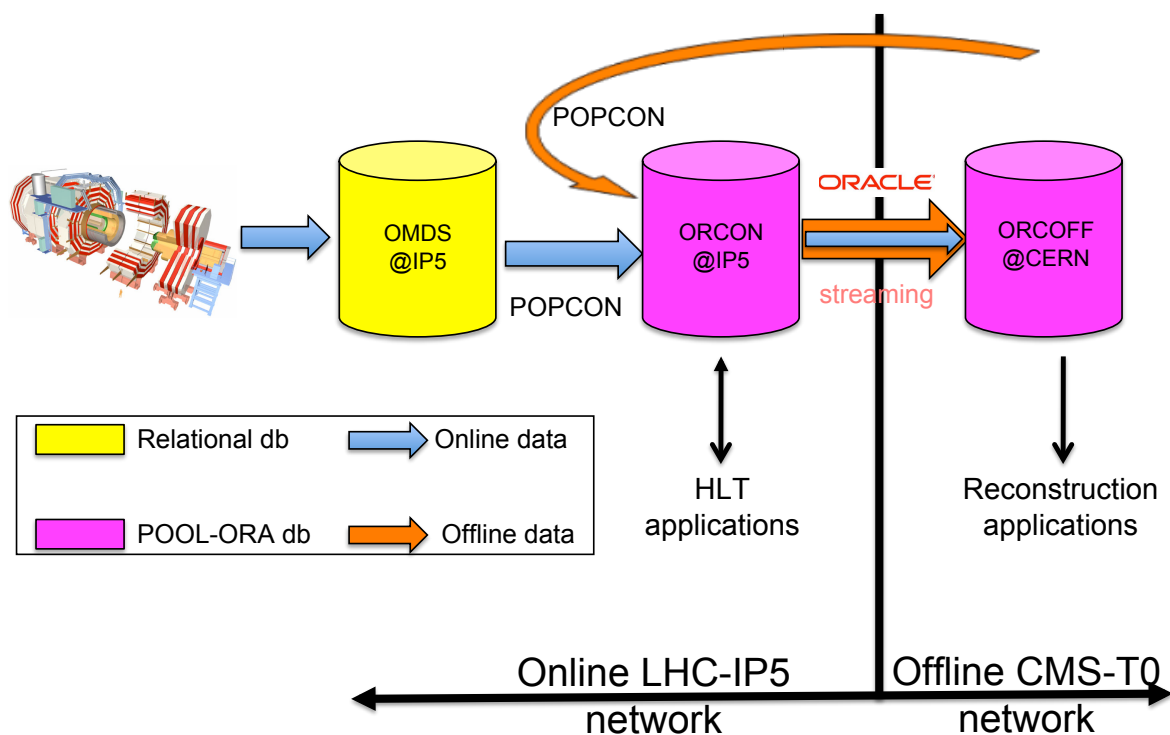 POPCON
OMDS
@IP5
POPCON
ORCON
@IP5
ORACLE
streaming
ORCOFF
@CERN
Relational db
Online data
POOL-ORA db
Offline data
HLT
applications
Reconstruction
applications
Online LHC-IP5
network
Offline CMS-T0
network